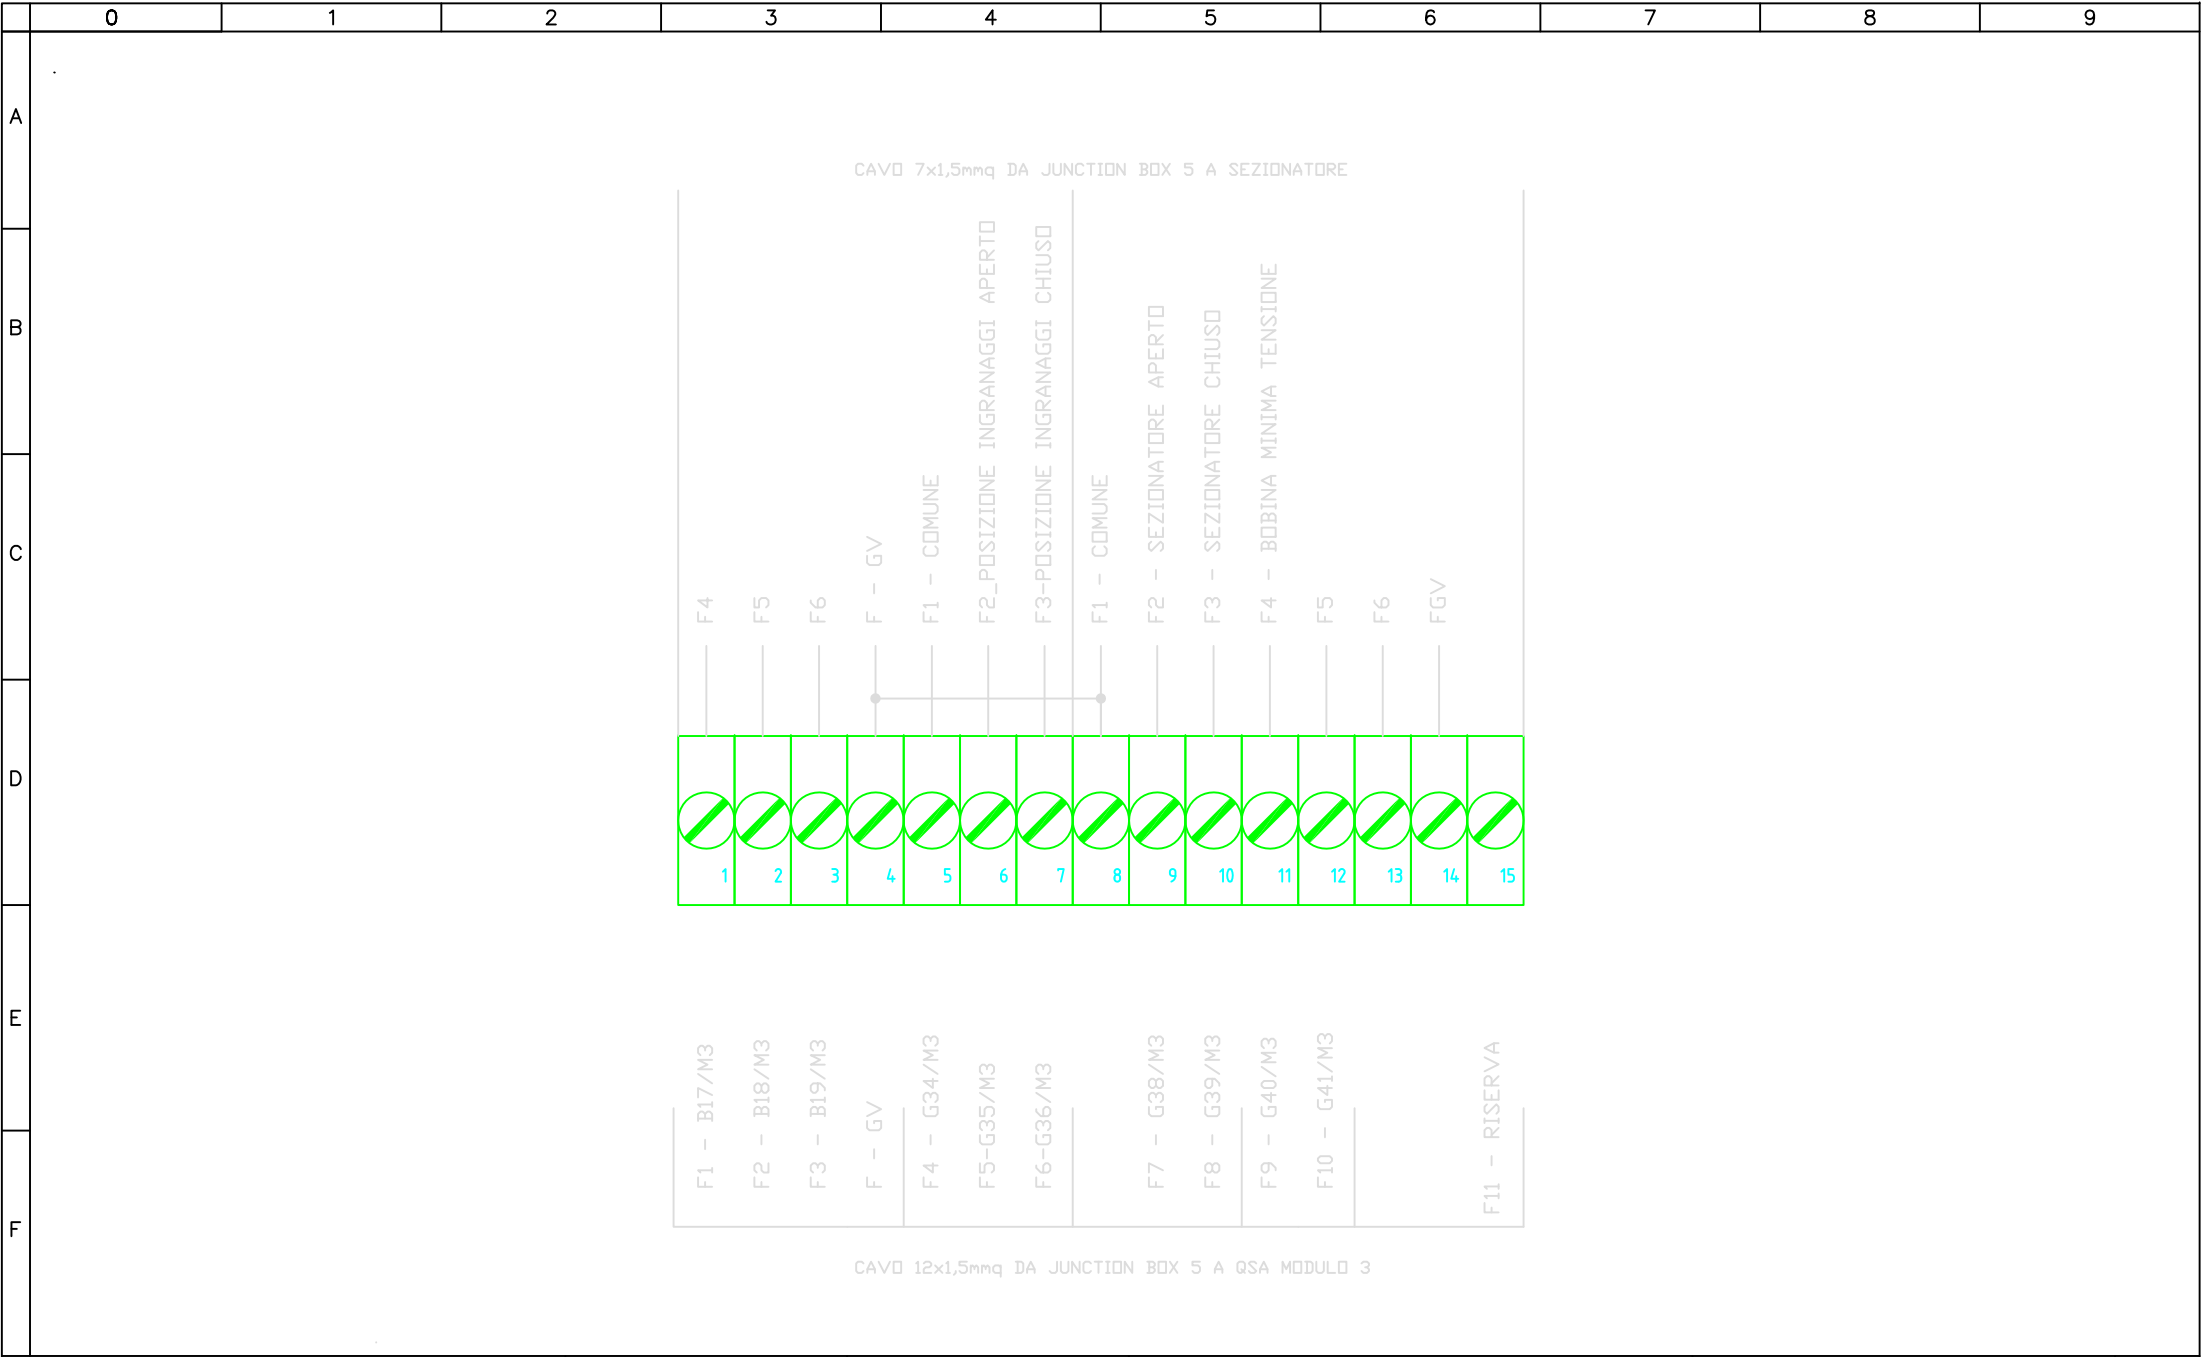 0 1 2 3 4 5 6 7 8 9
A
B
C
D
E
F
CAVO 7x1,5mmq DA JUNCTION BOX 5 A SEZIONATORE
F4
F5
F6
F - GV
F1 - COMUNE
F2_POSIZIONE INGRANAGGI APERTO
F3-POSIZIONE INGRANAGGI CHIUSO
F1 - COMUNE
F2 - SEZIONATORE APERTO
F3 - SEZIONATORE CHIUSO
F4 - BOBINA MINIMA TENSIONE
F5
F6
FGV
1 2 3 4 5 6 7 8 9 10 11 12 13 14 15
F1 - B17/M3
F2 - B18/M3
F3 - B19/M3
F - GV
F4 - G34/M3
F5-G35/M3
F6-G36/M3
F7 - G38/M3
F8 - G39/M3
F9 - G40/M3
F10 - G41/M3
F11 - RISERVA
CAVO 12x1,5mmq DA JUNCTION BOX 5 A QSA MODULO 3